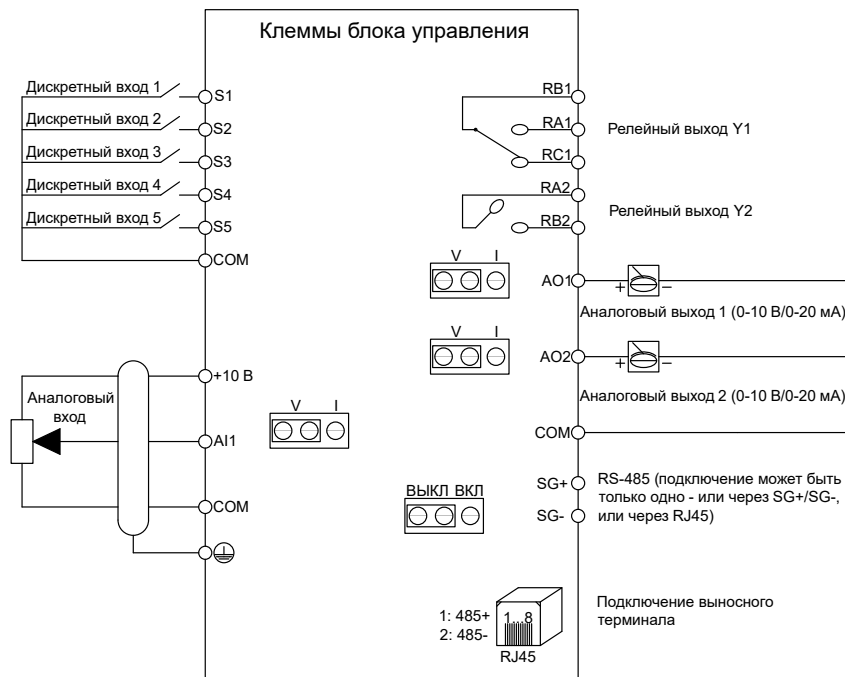 Клеммы блока управления
Дискретный вход 1
S1
Дискретный вход 2
S2
Дискретный вход 3
S3
Дискретный вход 4
S4
Дискретный вход 5
S5
COM
RB1
RA1
Релейный выход Y1
RC1
RA2
RB2
Релейный выход Y2
V I
AO1
+ −
Аналоговый выход 1 (0-10 В/0-20 мА)
V I
AO2
+ −
Аналоговый выход 2 (0-10 В/0-20 мА)
+10 В
Аналоговый
вход
V I
AI1
COM
COM
SG+
SG-
RS-485 (подключение может быть
только одно - или через SG+/SG-,
или через RJ45)
ВЫКЛ ВКЛ
1: 485+
2: 485-
1 8
RJ45
Подключение выносного
терминала